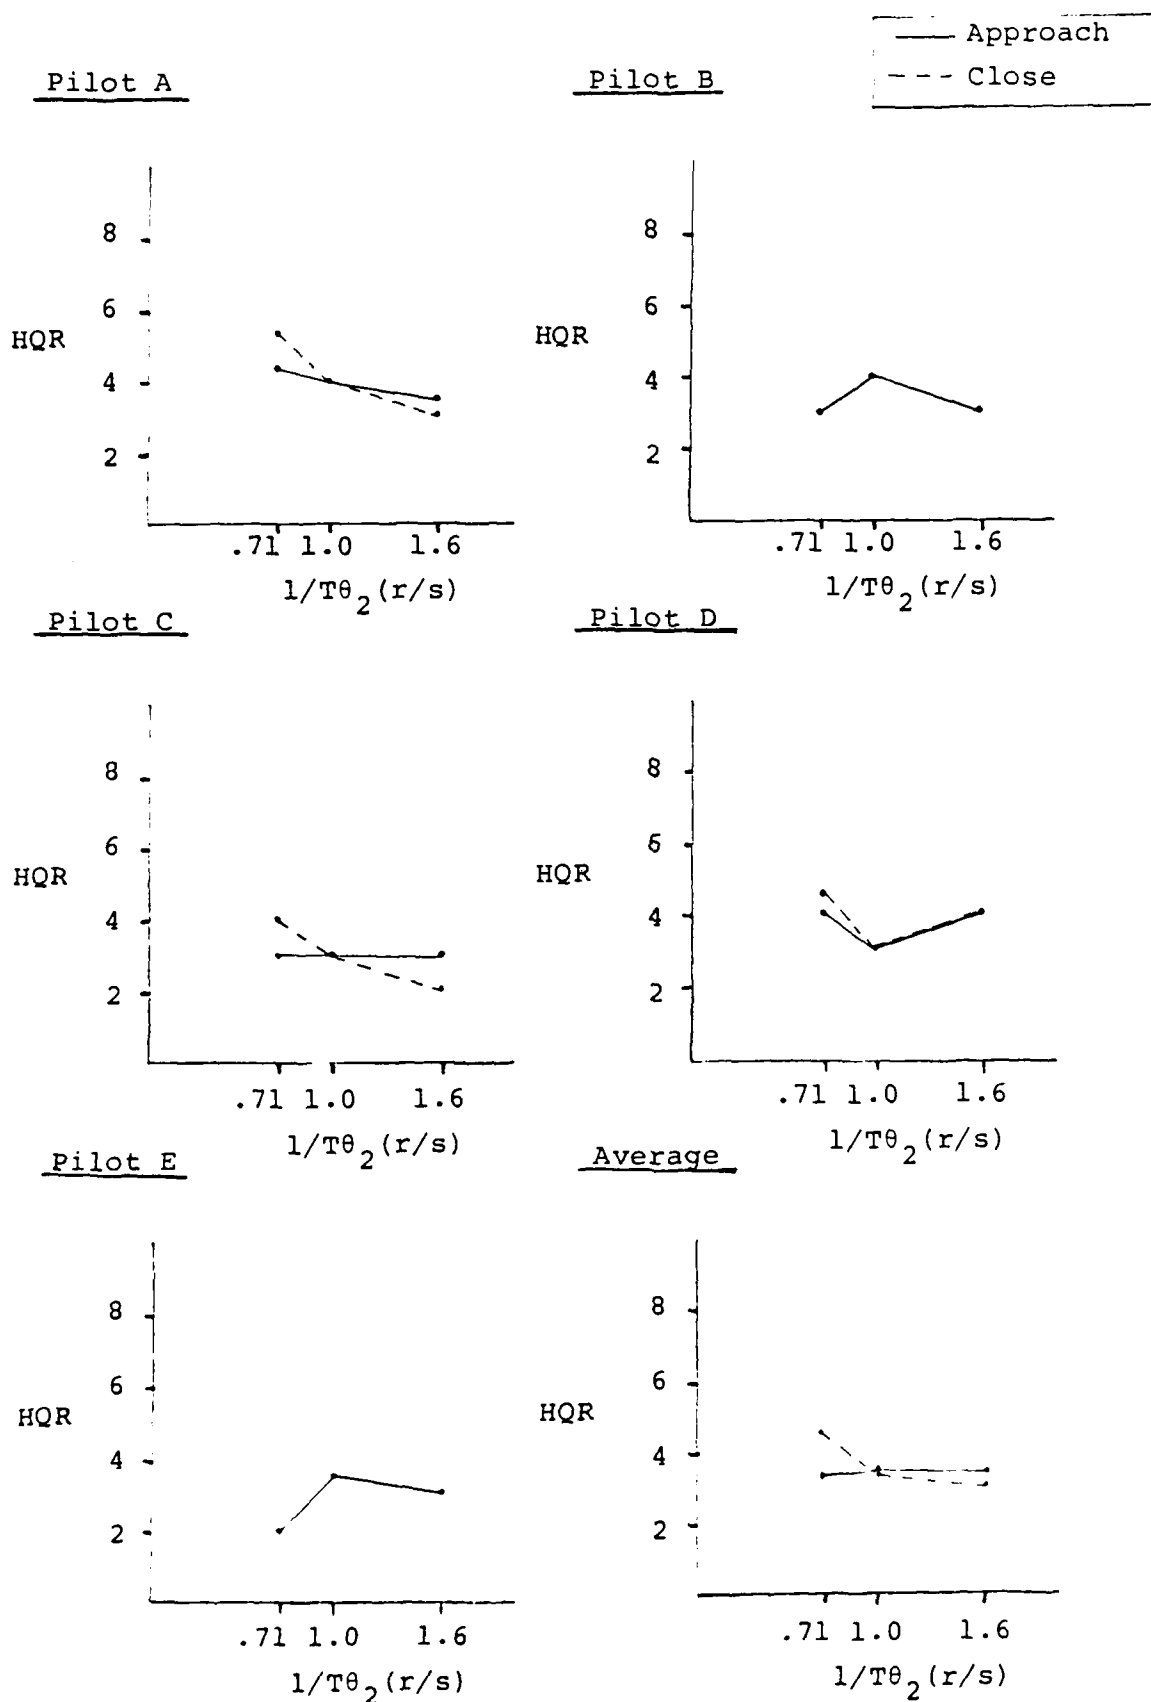 Approach
Close
Pilot A
8
6
HQR
4
2
.71 1.0 1.6
1/Tθ2(r/s)
Pilot B
8
6
HQR
4
2
.71 1.0 1.6
1/Tθ2(r/s)
Pilot C
8
6
HQR
4
2
.71 1.0 1.6
1/Tθ2(r/s)
Pilot D
8
6
HQR
4
2
.71 1.0 1.6
1/Tθ2(r/s)
Pilot E
8
6
HQR
4
2
.71 1.0 1.6
1/Tθ2(r/s)
Average
8
6
HQR
4
2
.71 1.0 1.6
1/Tθ2(r/s)